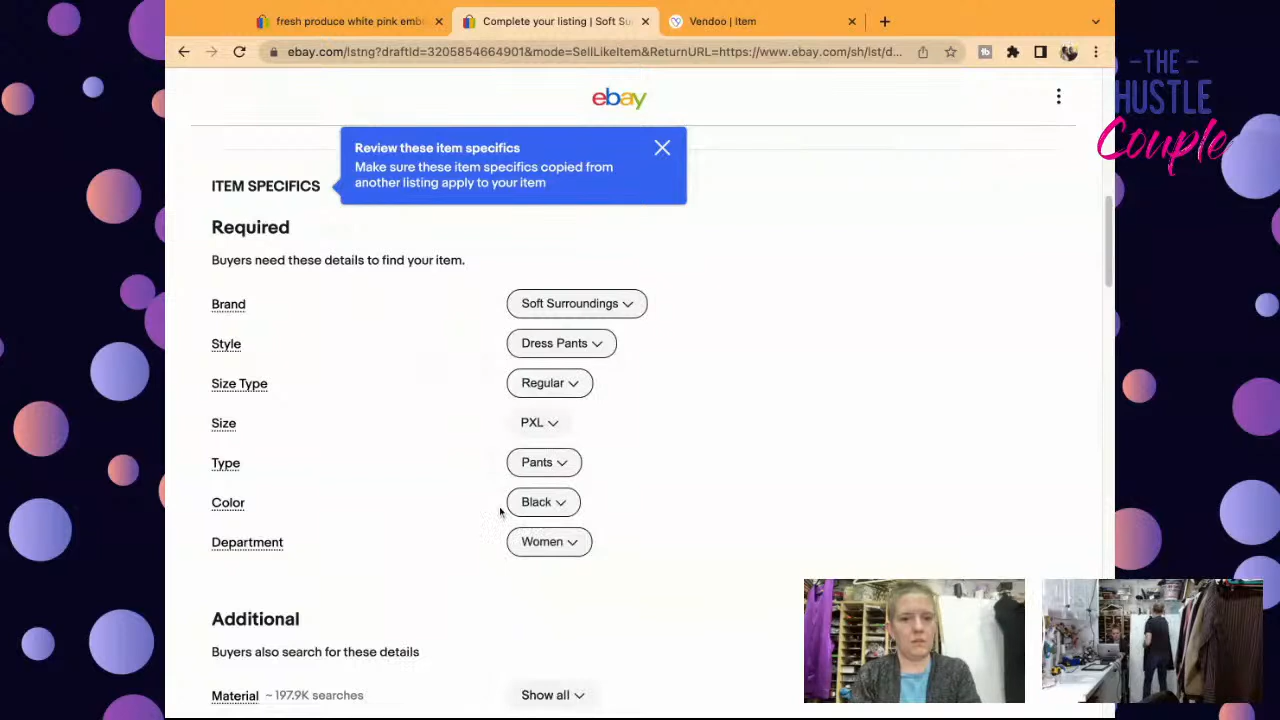 fresh produce white pink emb
Complete your listing | Soft Su
Vendoo | Item
ebay.com/lstng?draftId=3205854664901&mode=SellLikeItem&ReturnURL=https://www.ebay.com/sh/lst/d...
THE
HUSTLE
Couple
ebay
Review these item specifics
Make sure these item specifics copied from
another listing apply to your item
ITEM SPECIFICS
Required
Buyers need these details to find your item.
Brand Soft Surroundings
Style Dress Pants
Size Type Regular
Size PXL
Type Pants
Color Black
Department Women
Additional
Buyers also search for these details
Material ~ 197.9K searches Show all